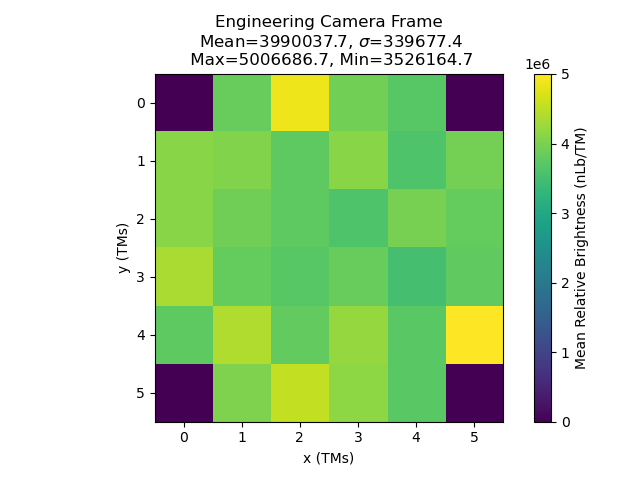 Engineering Camera Frame
Mean=3990037.7, σ=339677.4
Max=5006686.7, Min=3526164.7
1e6
0
1
2
3
4
5
y (TMs)
0 1 2 3 4 5
x (TMs)
5
4
3
2
1
0
Mean Relative Brightness (nLb/TM)